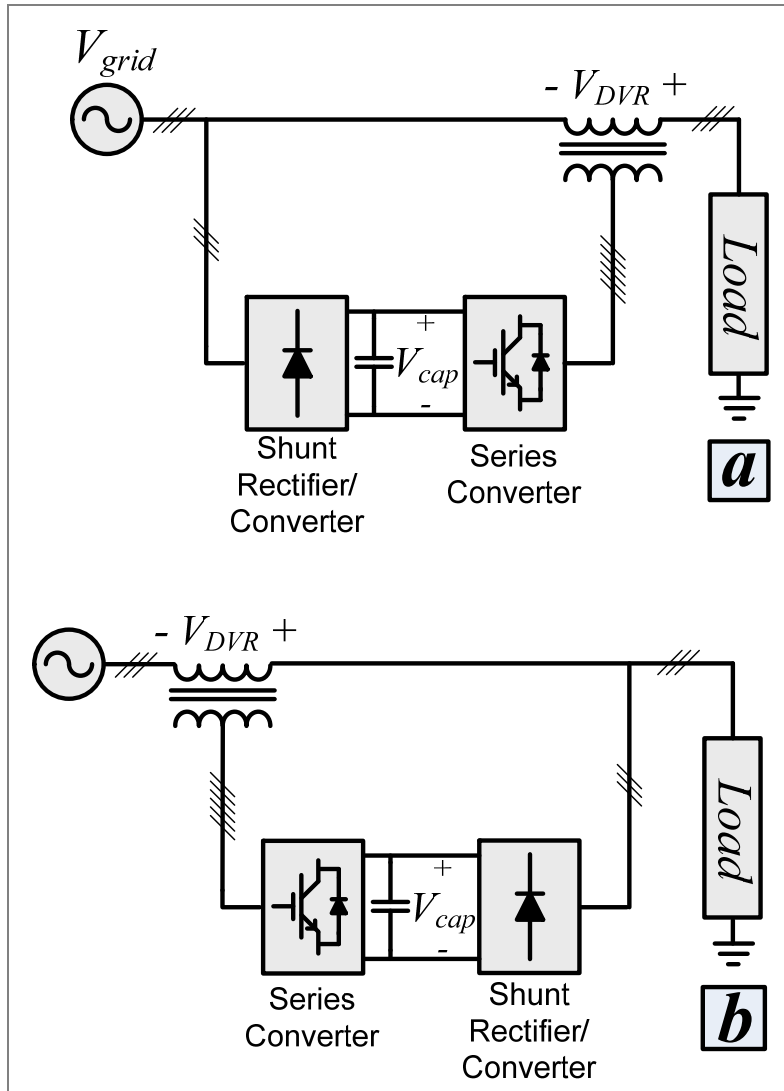 V_grid
- V_DVR +
Load
+
V_cap
-
Shunt
Rectifier/
Converter
Series
Converter
a
- V_DVR +
Load
+
V_cap
-
Series
Converter
Shunt
Rectifier/
Converter
b